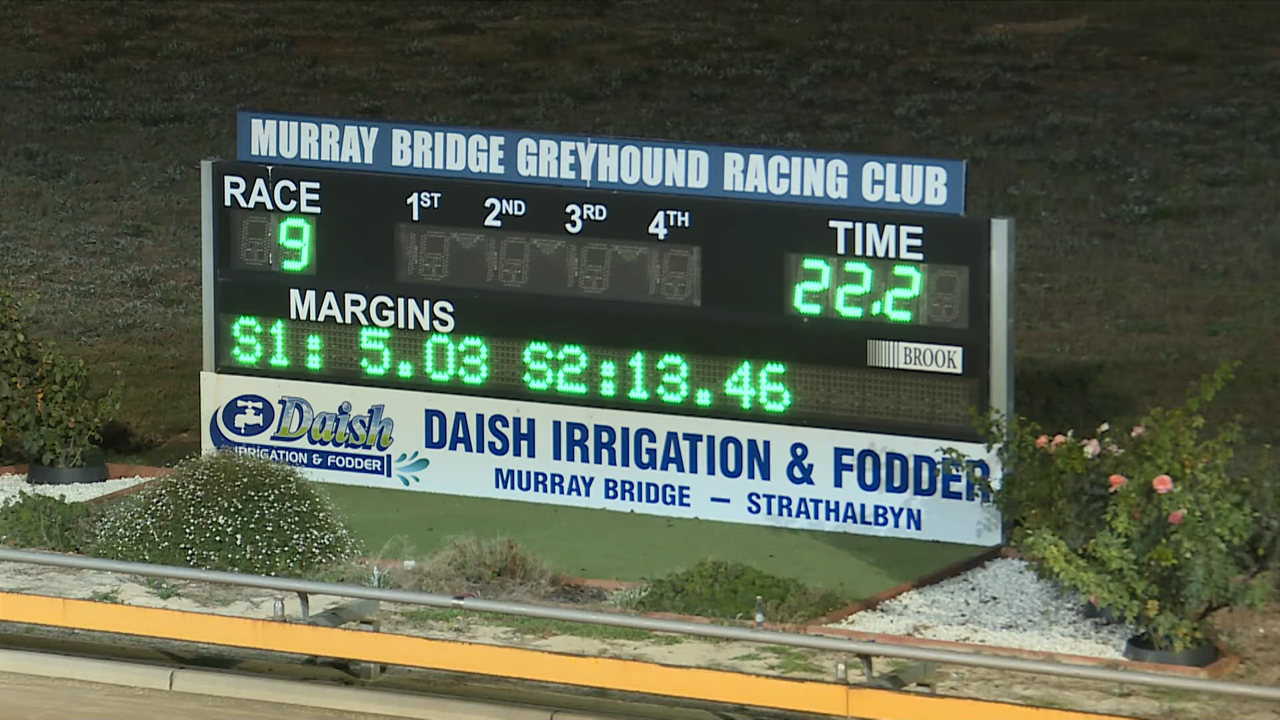 MURRAY BRIDGE GREYHOUND RACING CLUB
RACE 1ST 2ND 3RD 4TH TIME
9 22.2
MARGINS
S1: 5.03 S2:13.46
BROOK
Daish
IRRIGATION & FODDER
DAISH IRRIGATION & FODDER
MURRAY BRIDGE – STRATHALBYN